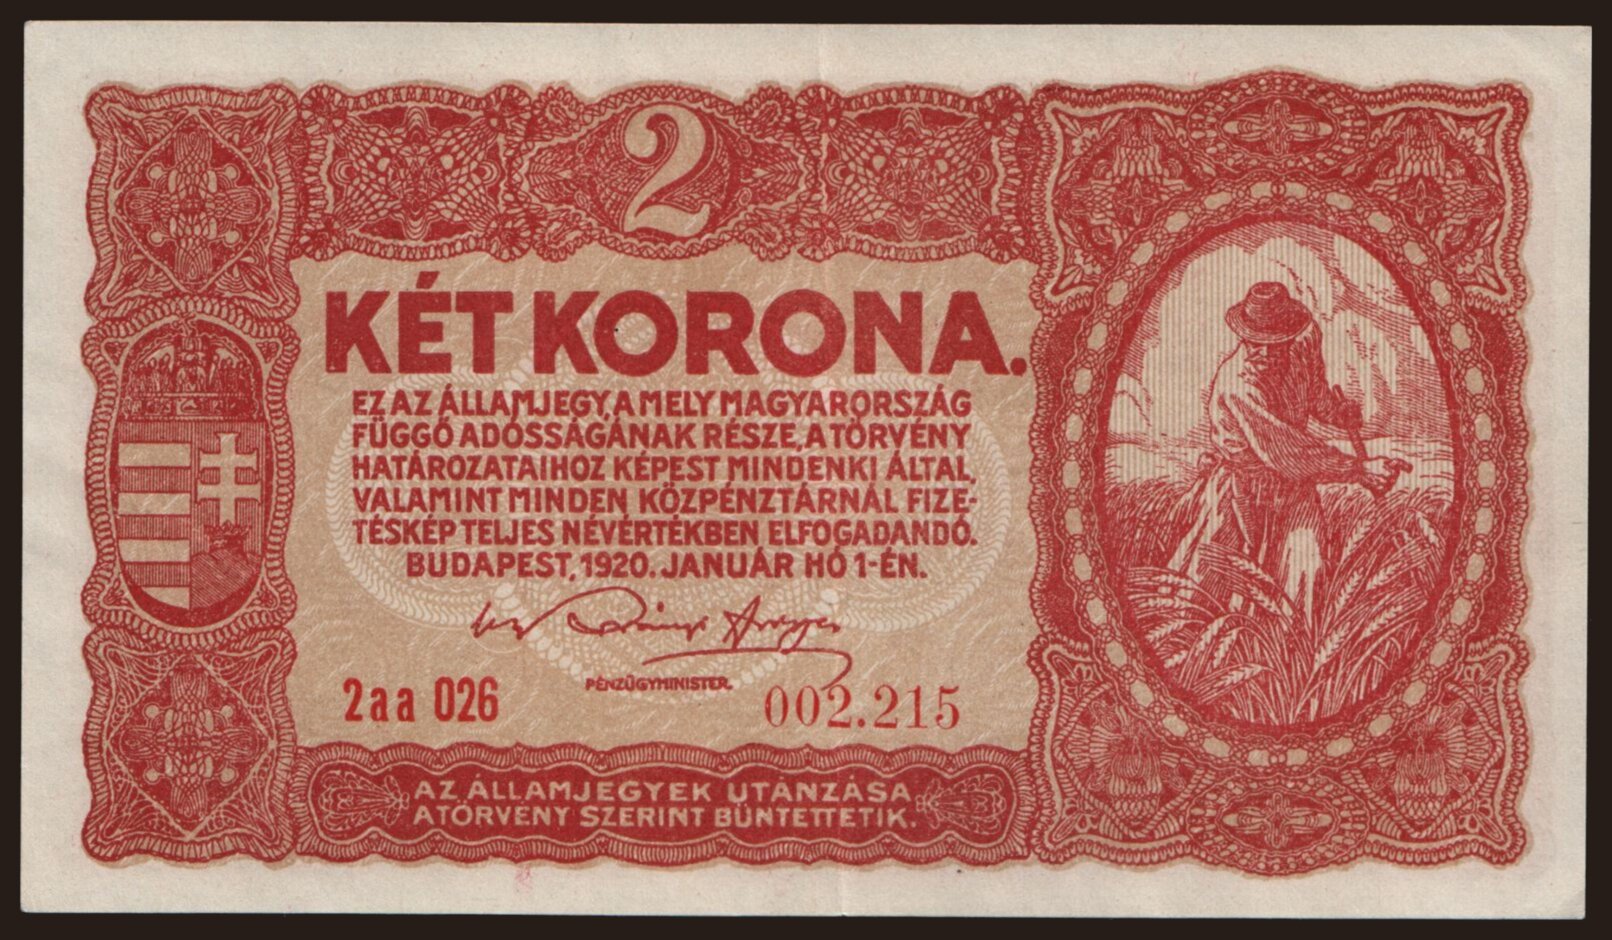 2
KÉT KORONA.
EZ AZ ÁLLAMJEGY, A MELY MAGYARORSZÁG
FÜGGŐ ADÓSSÁGÁNAK RÉSZE, A TÖRVÉNY
HATÁROZATAIHOZ KÉPEST MINDENKI ÁLTAL,
VALAMINT MINDEN KÖZPÉNZTÁRNÁL FIZE-
TÉSKÉP TELJES NÉVÉRTÉKBEN ELFOGADANDÓ.
BUDAPEST, 1920. JANUÁR HÓ 1-ÉN.
PÉNZÜGYMINISTER.
2aa 026 002.215
AZ ÁLLAMJEGYEK UTÁNZÁSA
A TÖRVÉNY SZERINT BÜNTETTETIK.